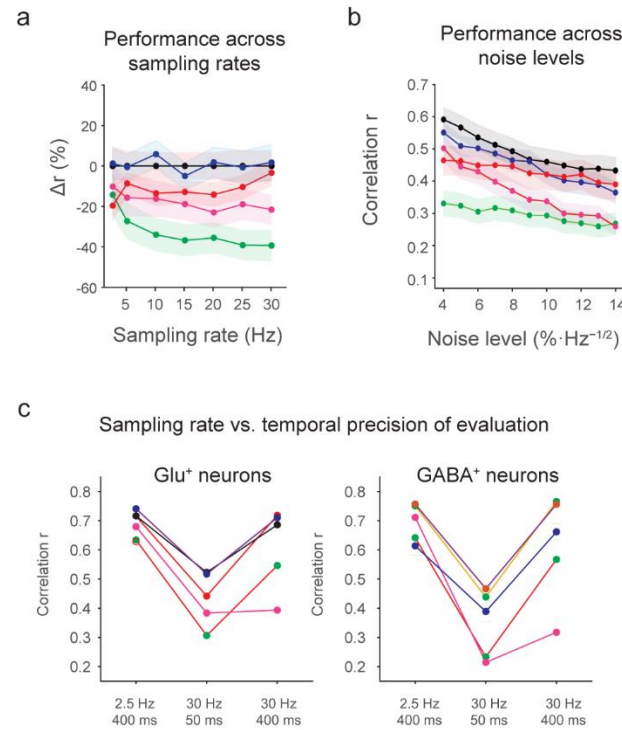 a
Performance across
sampling rates
40
20
0
-20
-40
-60
Δr (%)
5 10 15 20 25 30
Sampling rate (Hz)
b
Performance across
noise levels
0.7
0.6
0.5
0.4
0.3
0.2
0.1
Correlation r
4 6 8 10 12 14
Noise level (%·Hz⁻¹ᐟ²)
c
Sampling rate vs. temporal precision of evaluation
Glu⁺ neurons
0.8
0.7
0.6
0.5
0.4
0.3
0.2
Correlation r
2.5 Hz 30 Hz 30 Hz
400 ms 50 ms 400 ms
GABA⁺ neurons
0.8
0.7
0.6
0.5
0.4
0.3
0.2
Correlation r
2.5 Hz 30 Hz 30 Hz
400 ms 50 ms 400 ms